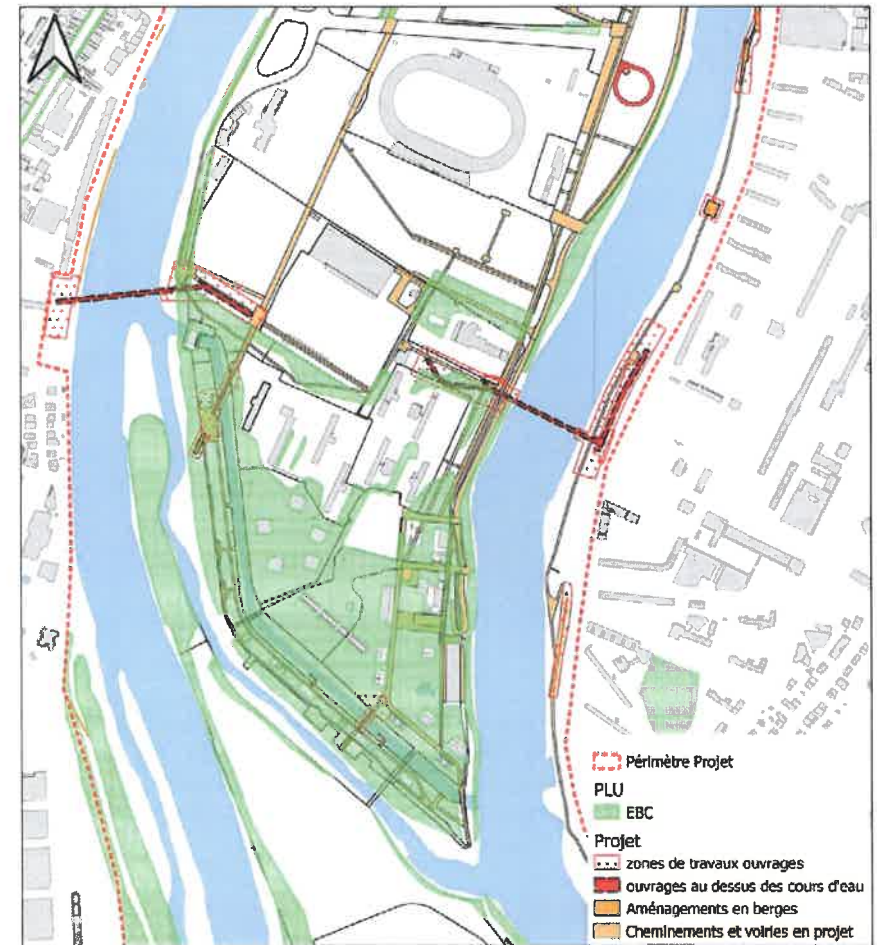 Périmètre Projet
PLU
EBC
Projet
zones de travaux ouvrages
ouvrages au dessus des cours d'eau
Aménagements en berges
Cheminements et voiries en projet